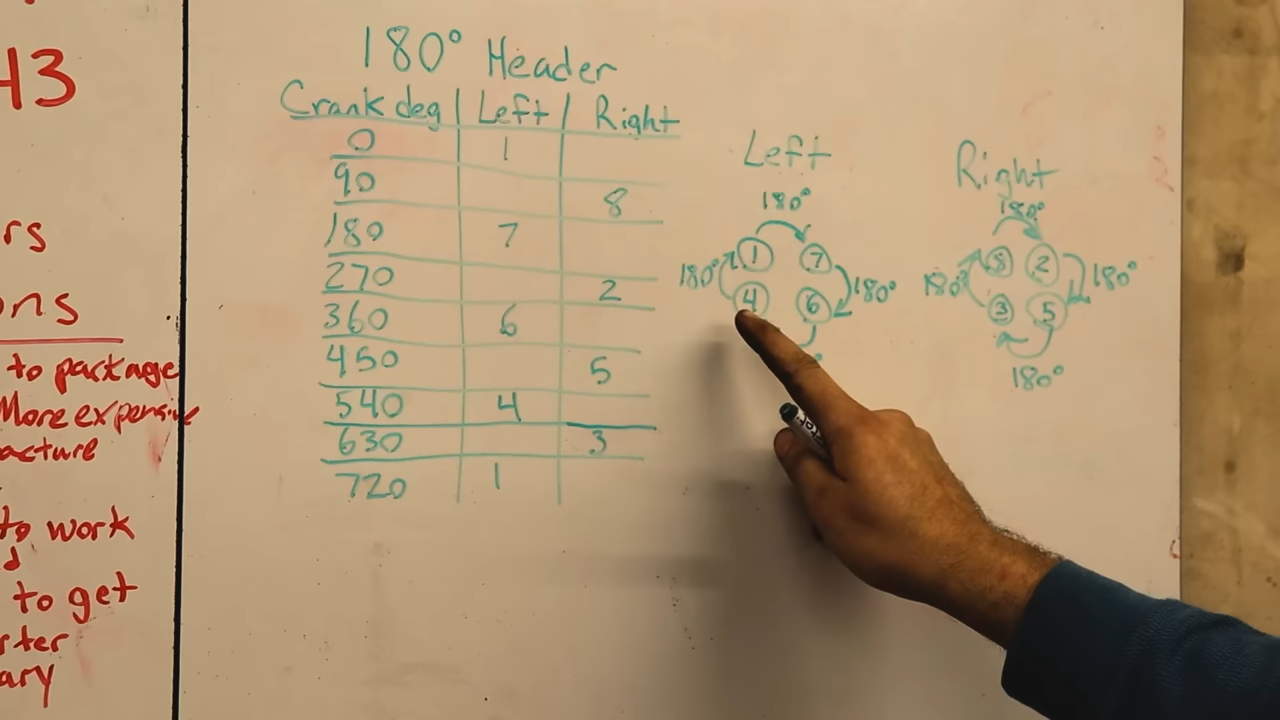 43
rs
ons
to package
More expensive
acture
to work
d
to get
rter
ary
180° Header
Crank deg Left Right
0 1
90 8
180 7
270 2
360 6
450 5
540 4
630 3
720 1
Left
180°
1 7
180° 180°
4 6
Right
180°
8 2
180° 180°
3 5
180°